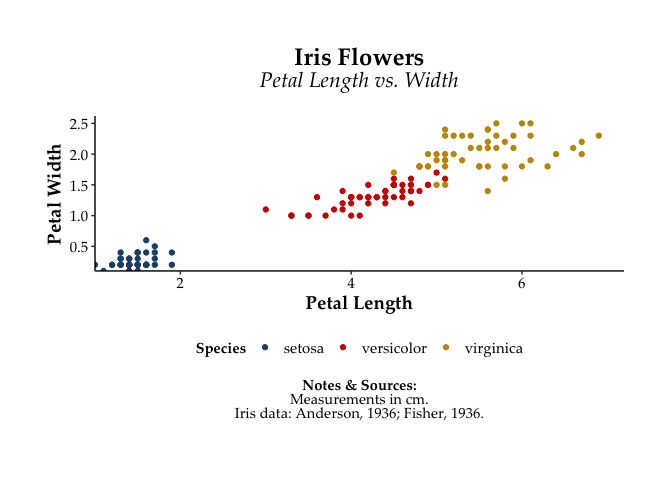 Iris Flowers
Petal Length vs. Width
Petal Width
2.5
2.0
1.5
1.0
0.5
2 4 6
Petal Length
Species setosa versicolor virginica
Notes & Sources:
Measurements in cm.
Iris data: Anderson, 1936; Fisher, 1936.